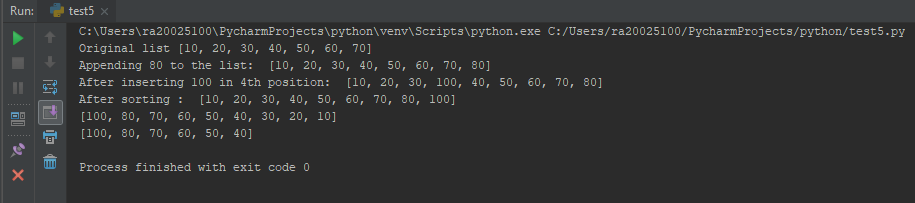 Run: test5
C:\Users\ra20025100\PycharmProjects\python\venv\Scripts\python.exe C:/Users/ra20025100/PycharmProjects/python/test5.py
Original list [10, 20, 30, 40, 50, 60, 70]
Appending 80 to the list:  [10, 20, 30, 40, 50, 60, 70, 80]
After inserting 100 in 4th position:  [10, 20, 30, 100, 40, 50, 60, 70, 80]
After sorting :  [10, 20, 30, 40, 50, 60, 70, 80, 100]
[100, 80, 70, 60, 50, 40, 30, 20, 10]
[100, 80, 70, 60, 50, 40]
Process finished with exit code 0